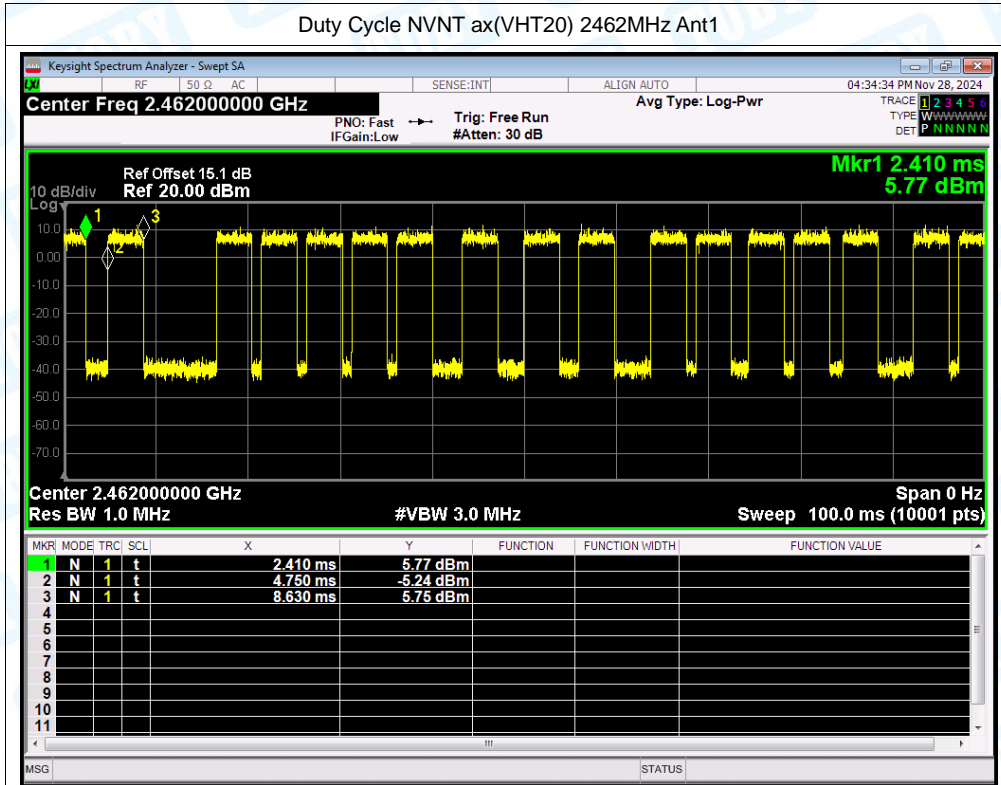 Duty Cycle NVNT ax(VHT20) 2462MHz Ant1
Keysight Spectrum Analyzer - Swept SA
LXI RF 50 Ω AC SENSE:INT ALIGN AUTO 04:34:34 PM Nov 28, 2024
Center Freq 2.462000000 GHz Avg Type: Log-Pwr TRACE 1 2 3 4 5 6
PNO: Fast Trig: Free Run TYPE WWWWWW
IFGain:Low #Atten: 30 dB DET P N N N N N
Mkr1 2.410 ms
5.77 dBm
Ref Offset 15.1 dB
10 dB/div Ref 20.00 dBm
Log
1 2 3
10.0
0.00
-10.0
-20.0
-30.0
-40.0
-50.0
-60.0
-70.0
Center 2.462000000 GHz Span 0 Hz
Res BW 1.0 MHz #VBW 3.0 MHz Sweep 100.0 ms (10001 pts)
MKR MODE TRC SCL X Y FUNCTION FUNCTION WIDTH FUNCTION VALUE
1 N 1 t 2.410 ms 5.77 dBm
2 N 1 t 4.750 ms -5.24 dBm
3 N 1 t 8.630 ms 5.75 dBm
4
5
6
7
8
9
10
11
MSG STATUS